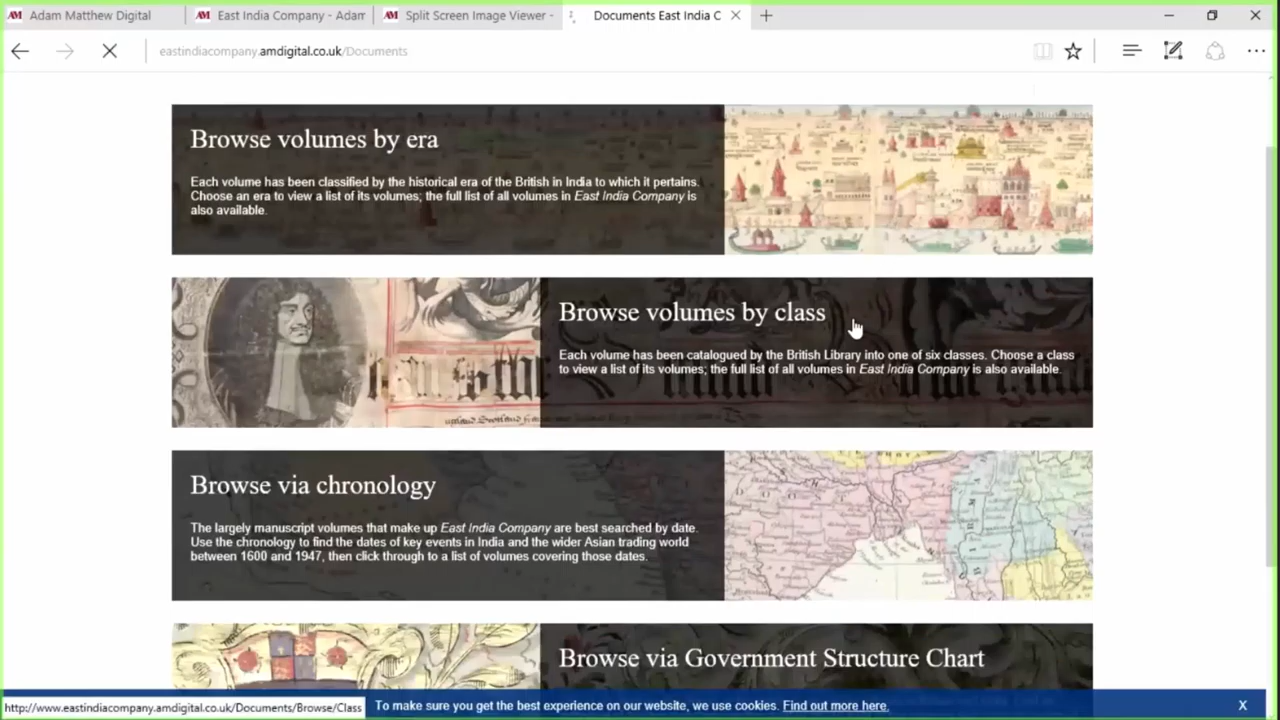 Adam Matthew Digital
East India Company - Adam
Split Screen Image Viewer -
Documents East India C
eastindiacompany.amdigital.co.uk/Documents
Browse volumes by era
Each volume has been classified by the historical era of the British in India to which it pertains.
Choose an era to view a list of its volumes; the full list of all volumes in East India Company is
also available.
Browse volumes by class
Each volume has been catalogued by the British Library into one of six classes. Choose a class
to view a list of its volumes; the full list of all volumes in East India Company is also available.
Browse via chronology
The largely manuscript volumes that make up East India Company are best searched by date.
Use the chronology to find the dates of key events in India and the wider Asian trading world
between 1600 and 1947, then click through to a list of volumes covering those dates.
Browse via Government Structure Chart
http://www.eastindiacompany.amdigital.co.uk/Documents/Browse/Class
To make sure you get the best experience on our website, we use cookies. Find out more here.
X